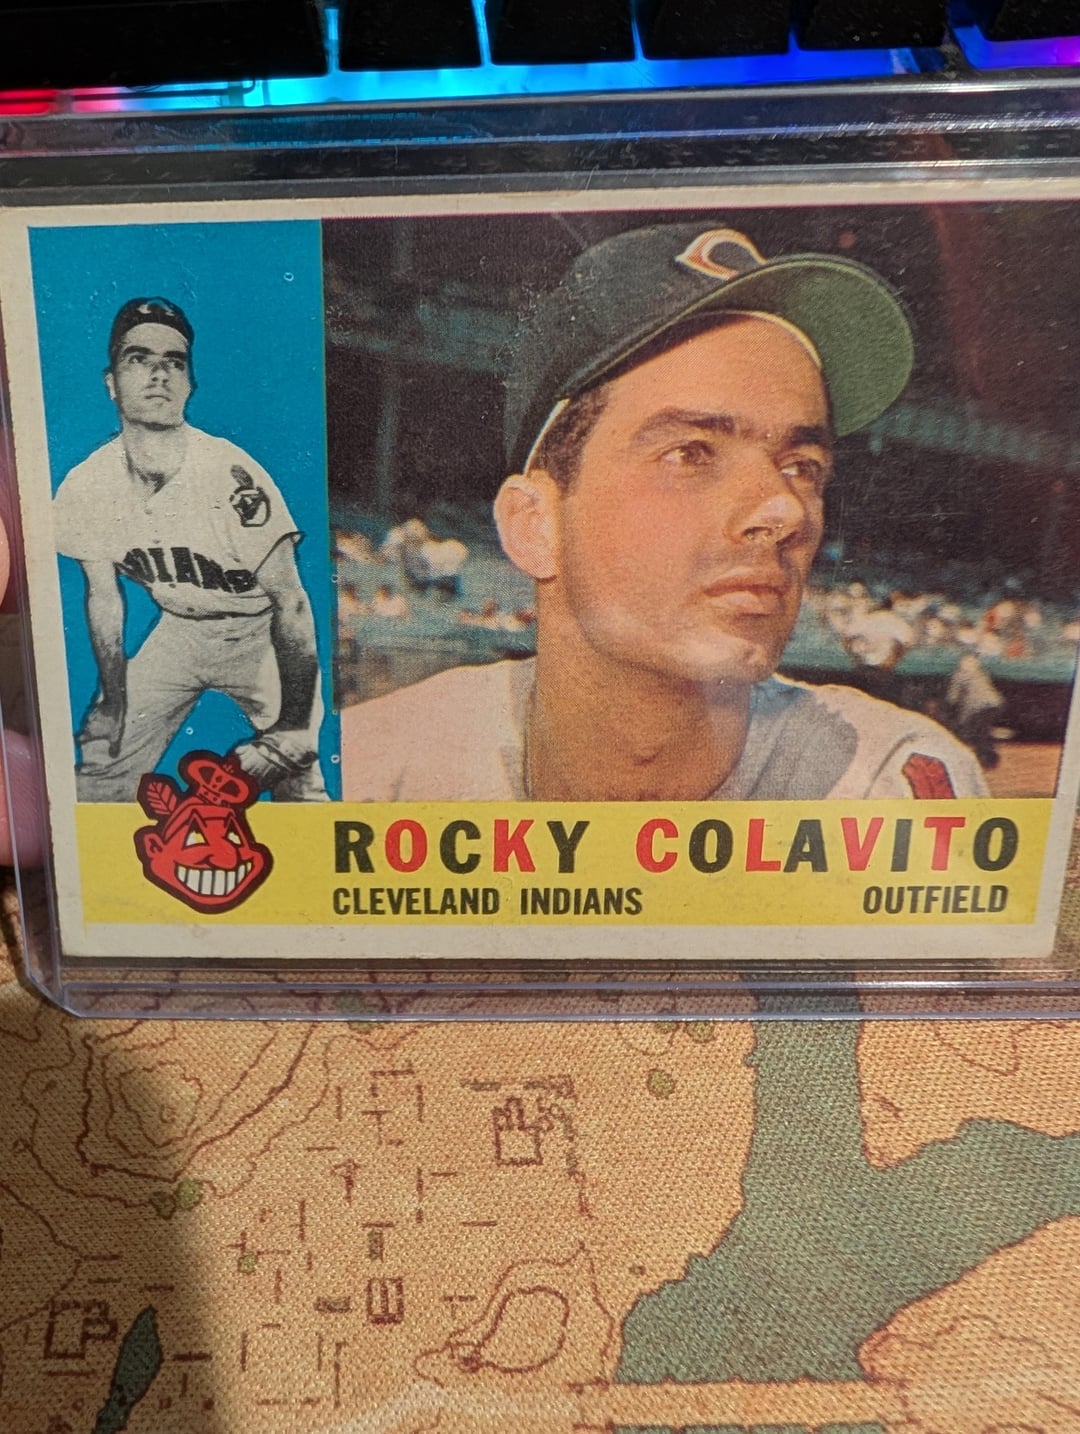 ROCKY COLAVITO
CLEVELAND INDIANS OUTFIELD